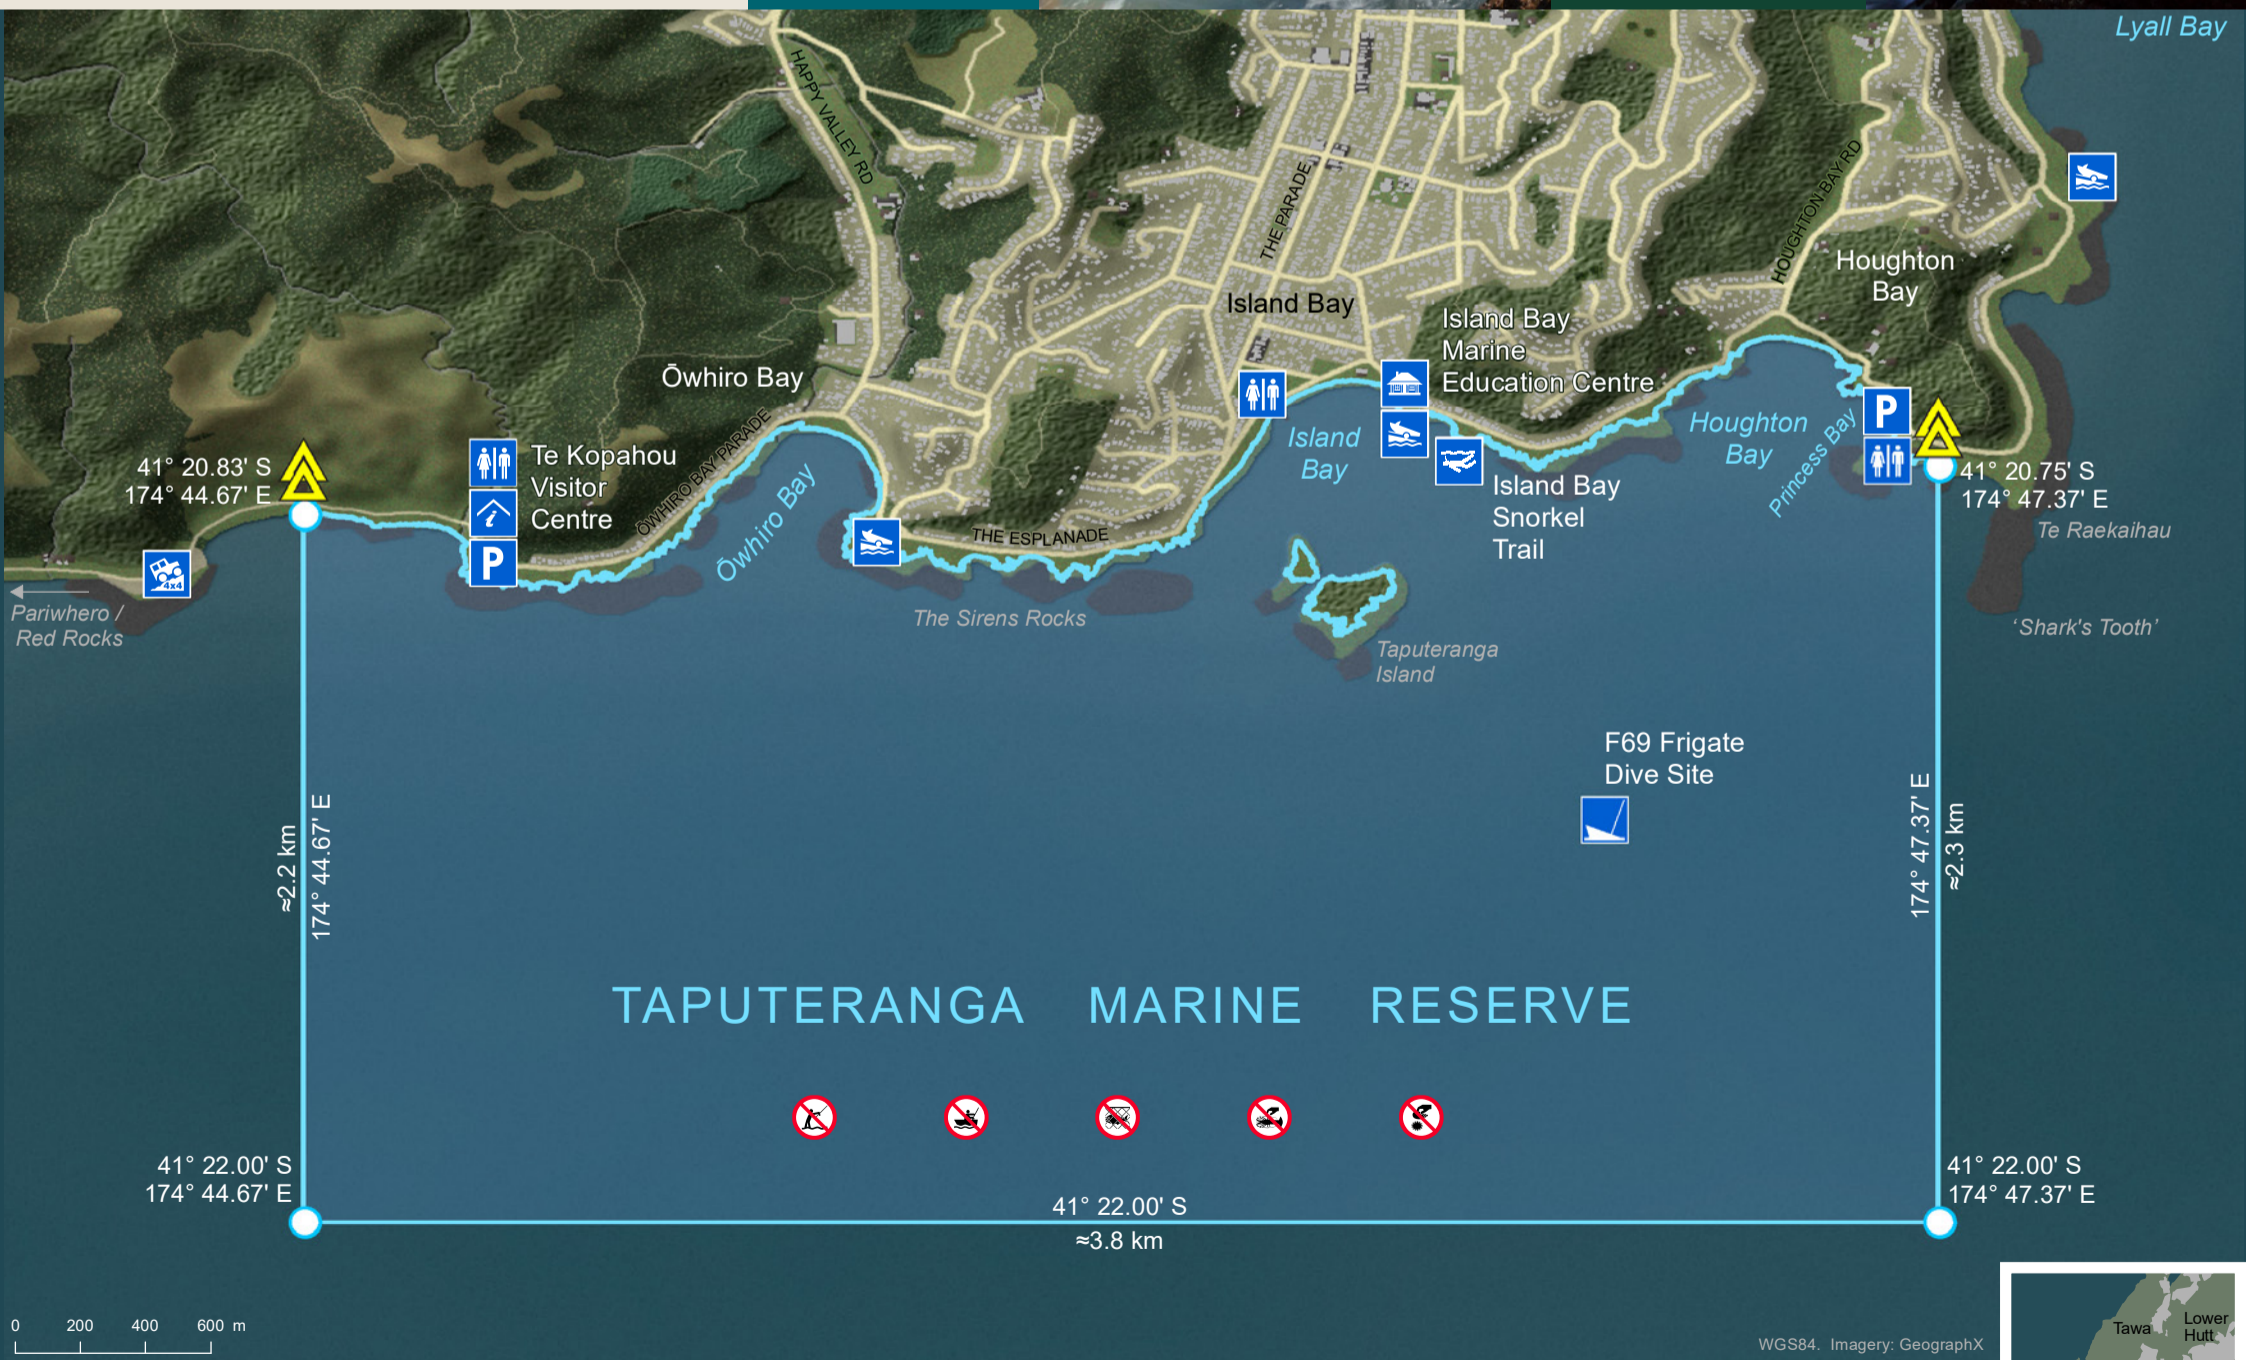 Lyall Bay
HAPPY VALLEY RD
THE PARADE
HOUGHTON BAY RD
Houghton
Bay
Island Bay
Island Bay
Marine
Education Centre
Ōwhiro Bay
ŌWHIRO BAY PARADE
Te Kopahou
Visitor
Centre
41° 20.83' S
174° 44.67' E
Island
Bay
Houghton
Bay
Princess Bay
P
41° 20.75' S
174° 47.37' E
Te Raekaihau
Island Bay
Snorkel
Trail
Ōwhiro Bay
THE ESPLANADE
P
4x4
Pariwhero /
Red Rocks
The Sirens Rocks
Taputeranga
Island
'Shark's Tooth'
F69 Frigate
Dive Site
≈2.2 km
174° 44.67' E
174° 47.37' E
≈2.3 km
TAPUTERANGA MARINE RESERVE
41° 22.00' S
174° 44.67' E
41° 22.00' S
≈3.8 km
41° 22.00' S
174° 47.37' E
0 200 400 600 m
WGS84. Imagery: GeographX
Tawa
Lower
Hutt